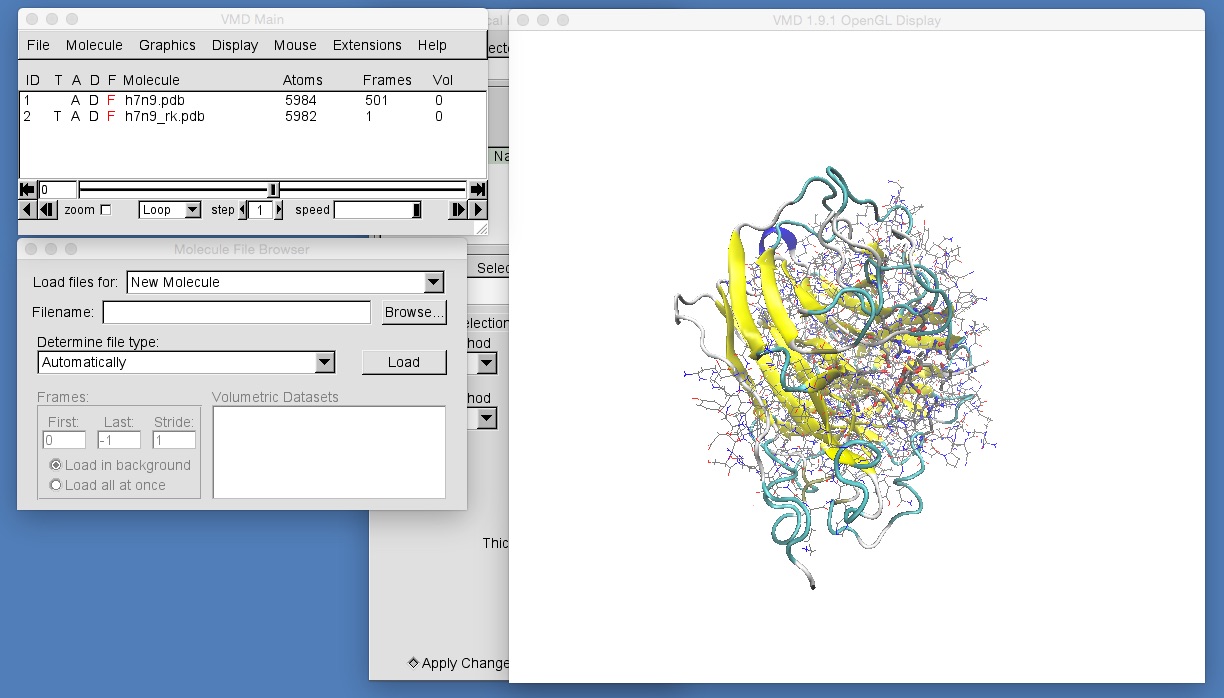 VMD Main
File Molecule Graphics Display Mouse Extensions Help
ID T A D F Molecule Atoms Frames Vol
1 A D F h7n9.pdb 5984 501 0
2 T A D F h7n9_rk.pdb 5982 1 0
0
zoom Loop step 1 speed
Molecule File Browser
Load files for: New Molecule
Filename: Browse...
Determine file type:
Automatically Load
Frames: Volumetric Datasets
First: Last: Stride:
0 -1 1
Load in background
Load all at once
cal
ecte
Na
Selec
election
hod
hod
Thic
Apply Change
VMD 1.9.1 OpenGL Display